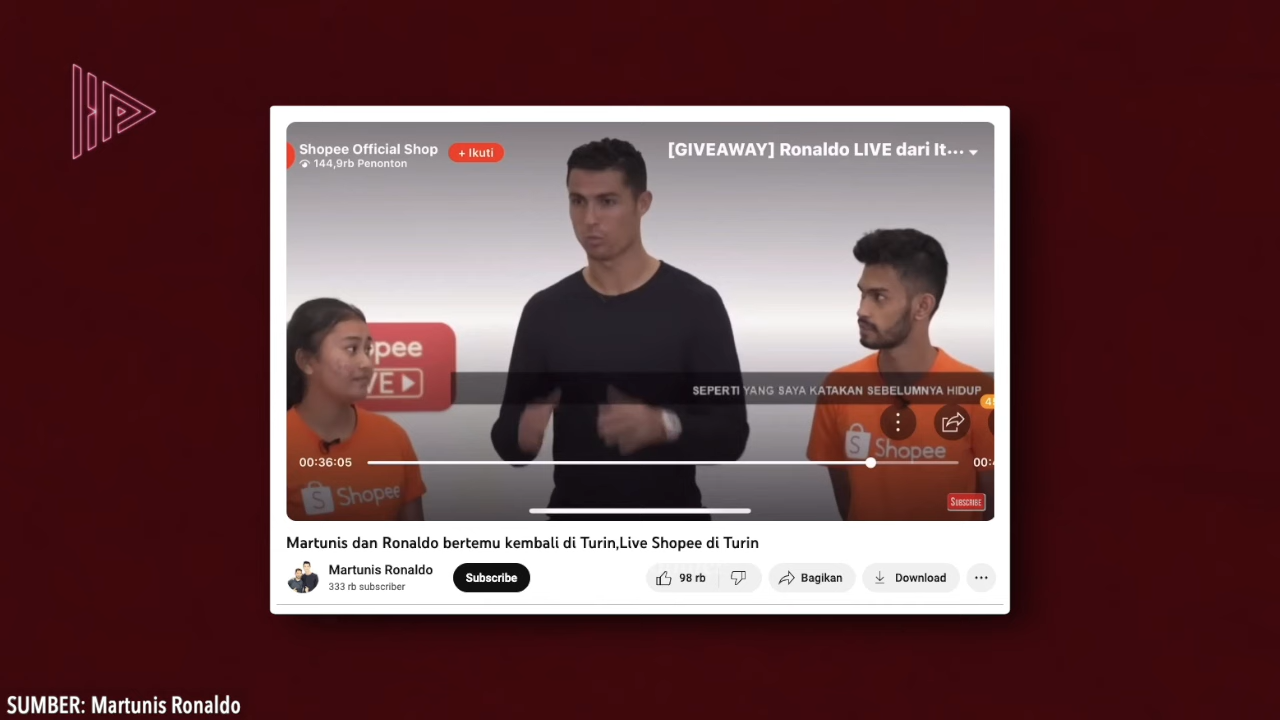 Shopee Official Shop
144,9rb Penonton
+ Ikuti
[GIVEAWAY] Ronaldo LIVE dari It...
pee
VE
SEPERTI YANG SAYA KATAKAN SEBELUMNYA HIDUP
Shopee
Shopee
00:36:05
00:
SUBSCRIBE
Martunis dan Ronaldo bertemu kembali di Turin,Live Shopee di Turin
Martunis Ronaldo
333 rb subscriber
Subscribe
98 rb
Bagikan
Download
SUMBER: Martunis Ronaldo